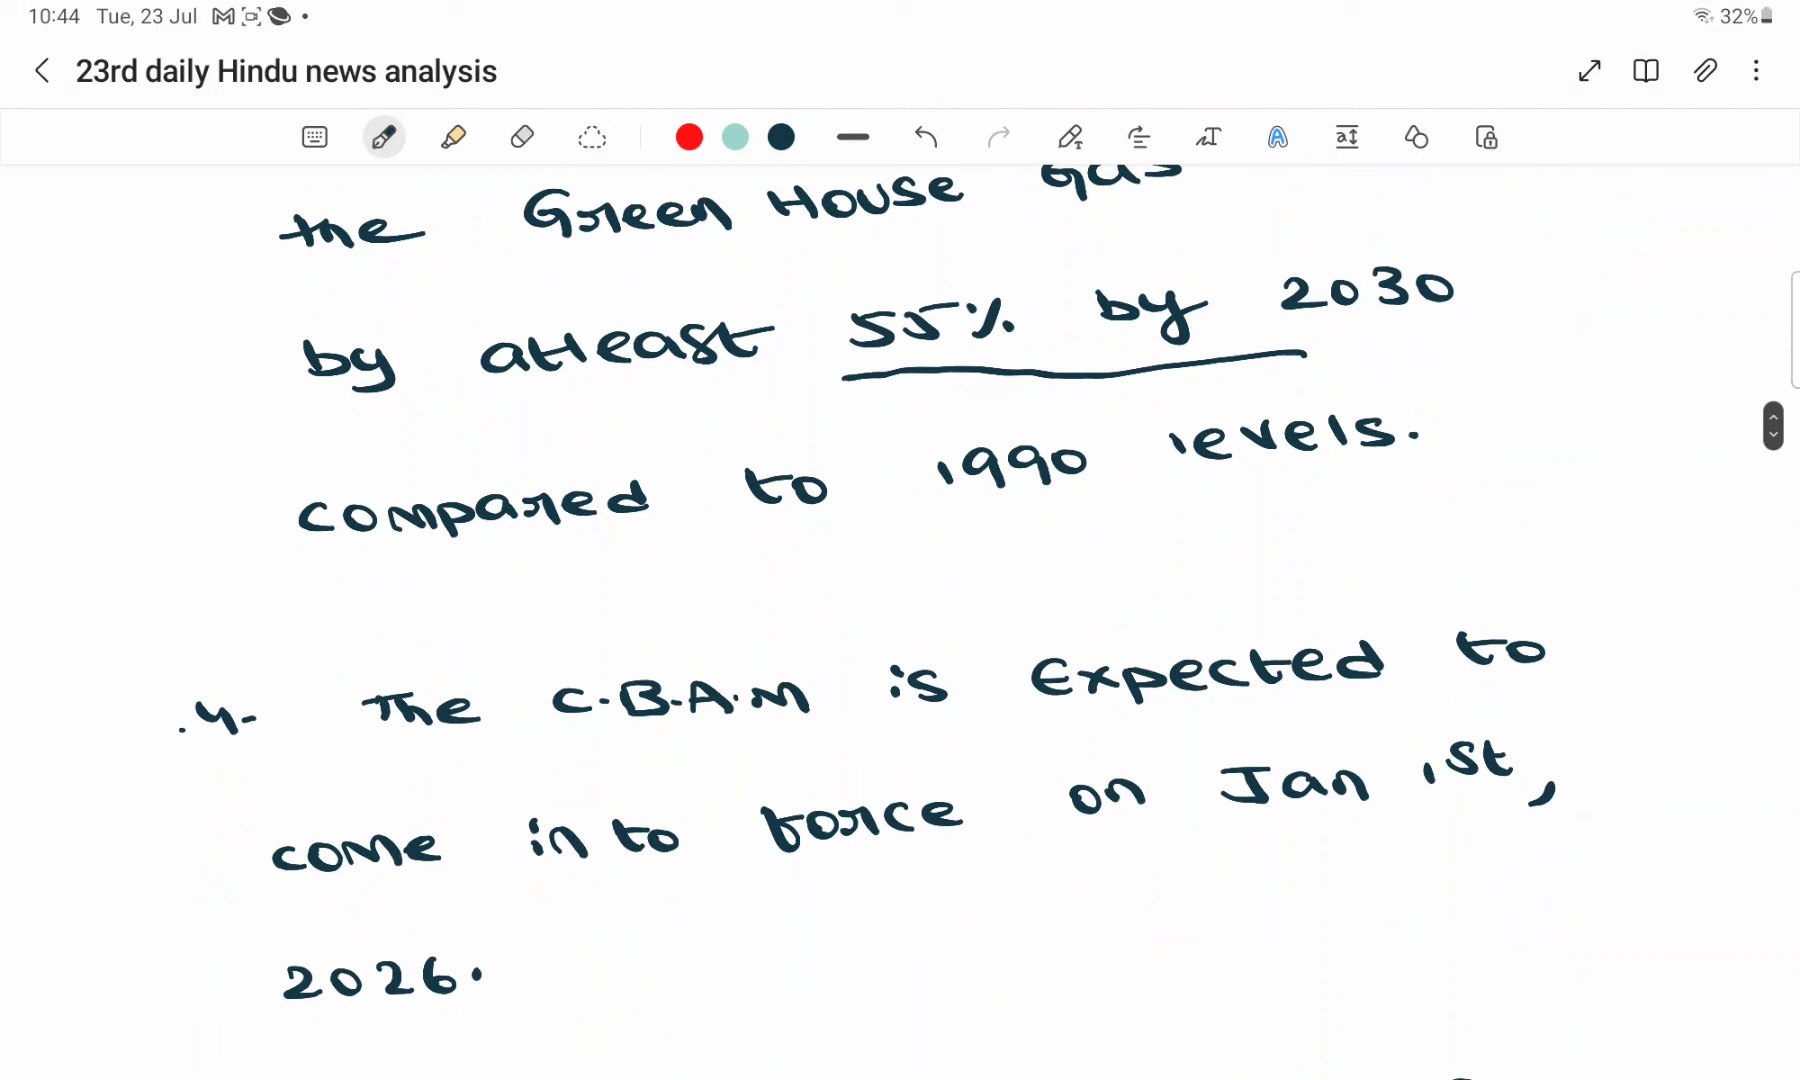 10:44 Tue, 23 Jul
32%
23rd daily Hindu news analysis
the Green House Gas
by atleast 55% by 2030
compared to 1990 levels.
4. The C.B.A.M is Expected to
come in to force on Jan 1st,
2026.